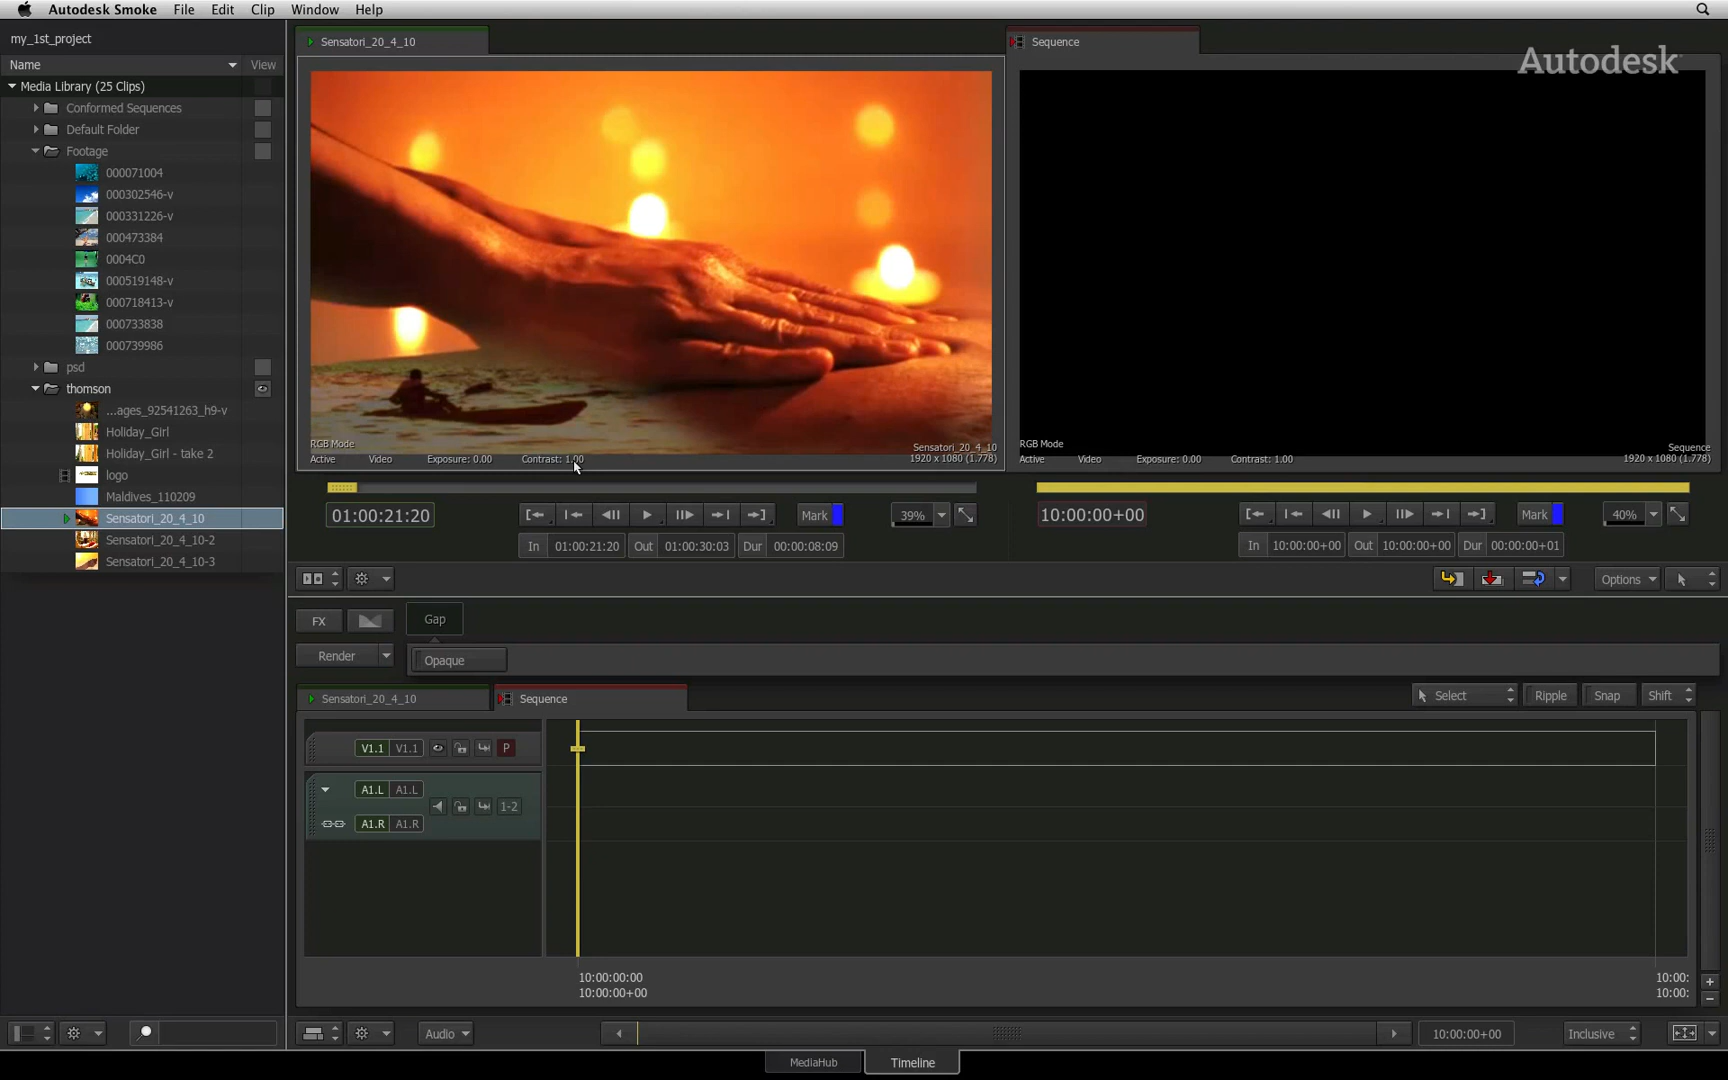 Autodesk Smoke File Edit Clip Window Help
my_1st_project
Name View
Media Library (25 Clips)
Conformed Sequences
Default Folder
Footage
000071004
000302546-v
000331226-v
000473384
0004C0
000519148-v
000718413-v
000733838
000739986
psd
thomson
...ages_92541263_h9-v
Holiday_Girl
Holiday_Girl - take 2
logo
Maldives_110209
Sensatori_20_4_10
Sensatori_20_4_10-2
Sensatori_20_4_10-3
Sensatori_20_4_10
RGB Mode Sensatori_20_4_10
Active Video Exposure: 0.00 Contrast: 1.00 1920 x 1080 (1.778)
01:00:21:20 Mark 39%
In 01:00:21:20 Out 01:00:30:03 Dur 00:00:08:09
Sequence
Autodesk
RGB Mode Sequence
Active Video Exposure: 0.00 Contrast: 1.00 1920 x 1080 (1.778)
10:00:00+00 Mark 40%
In 10:00:00+00 Out 10:00:00+00 Dur 00:00:00+01
Options
FX Gap
Render Opaque
Sensatori_20_4_10 Sequence Select Ripple Snap Shift
V1.1 V1.1 P
A1.L A1.L
1-2
A1.R A1.R
10:00:00:00 10:00:
10:00:00+00 10:00:
Audio 10:00:00+00 Inclusive
MediaHub Timeline